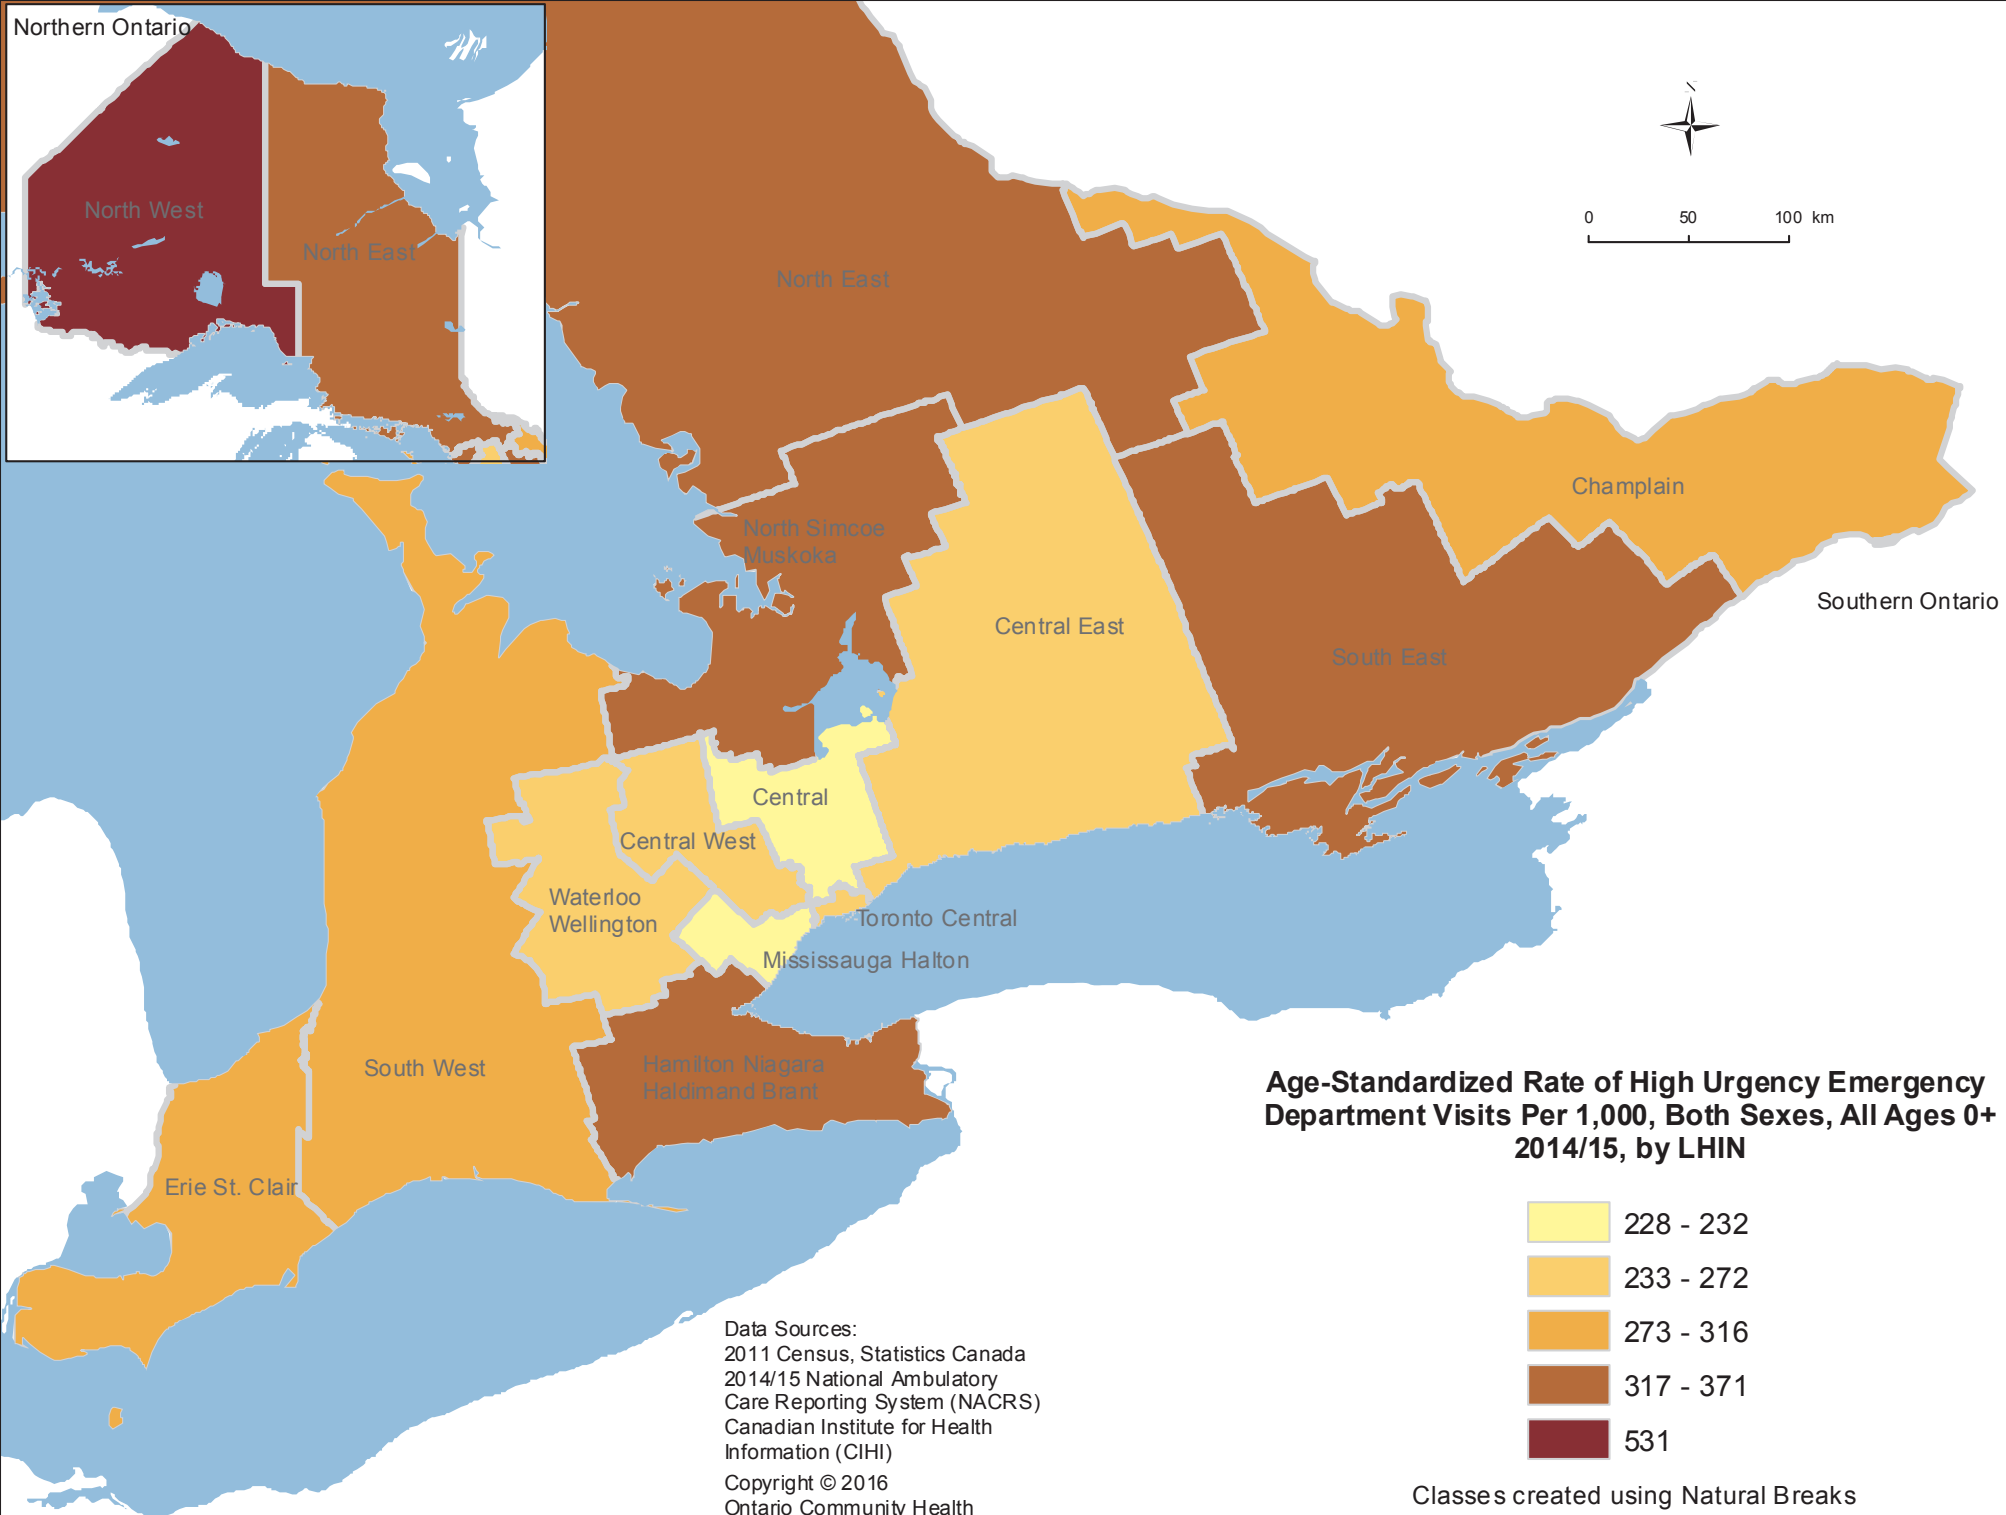 Northern Ontario
N
North West
North East
0 50 100 km
North East
Champlain
North Simcoe
Muskoka
Southern Ontario
Central East
South East
Central
Central West
Waterloo
Wellington
Toronto Central
Mississauga Halton
South West
Hamilton Niagara
Haldimand Brant
Erie St. Clair
Age-Standardized Rate of High Urgency Emergency
Department Visits Per 1,000, Both Sexes, All Ages 0+
2014/15, by LHIN
228 - 232
233 - 272
273 - 316
317 - 371
531
Classes created using Natural Breaks
Data Sources:
2011 Census, Statistics Canada
2014/15 National Ambulatory
Care Reporting System (NACRS)
Canadian Institute for Health
Information (CIHI)
Copyright © 2016
Ontario Community Health